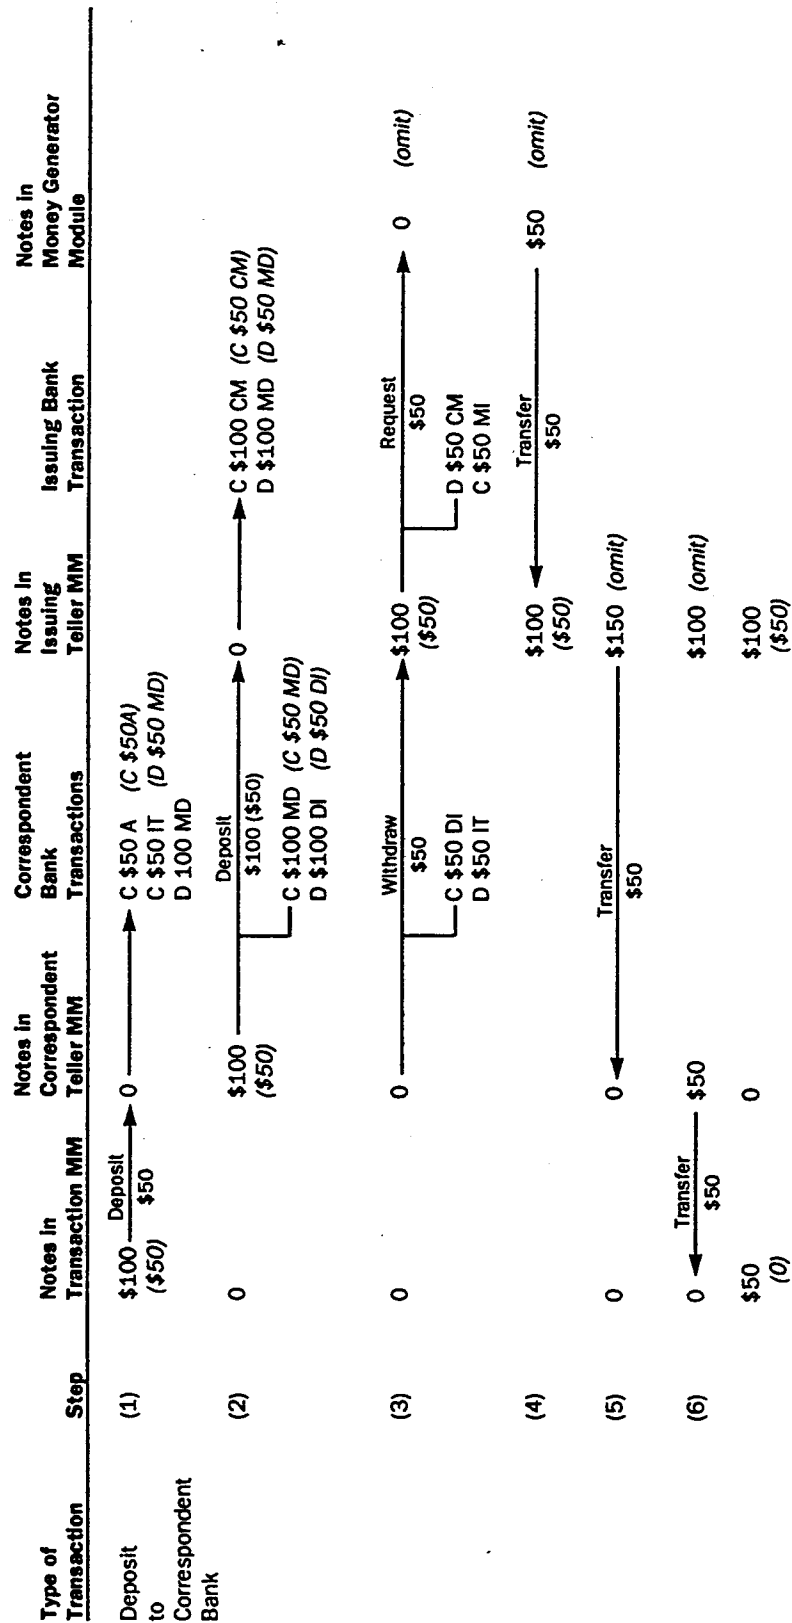 Type of Transaction
Step
Notes in Transaction MM
Notes in Correspondent Teller MM
Correspondent Bank Transactions
Notes in Issuing Teller MM
Issuing Bank Transaction
Notes in Money Generator Module
Deposit to Correspondent Bank
(1)
$100
($50)
Deposit
$50
0
C $50 A (C $50A)
C $50 IT (D $50 MD)
D 100 MD
(2)
0
$100
($50)
Deposit
$100 ($50)
C $100 MD (C $50 MD)
D $100 DI (D $50 DI)
0
C $100 CM (C $50 CM)
D $100 MD (D $50 MD)
(3)
0
0
Withdraw
$50
C $50 DI
D $50 IT
$100
($50)
Request
$50
D $50 CM
C $50 MI
0 (omit)
(4)
$100
($50)
Transfer
$50
$50 (omit)
(5)
0
0
Transfer
$50
$150 (omit)
(6)
0
Transfer
$50
$50
$100 (omit)
$50
(0)
0
$100
($50)